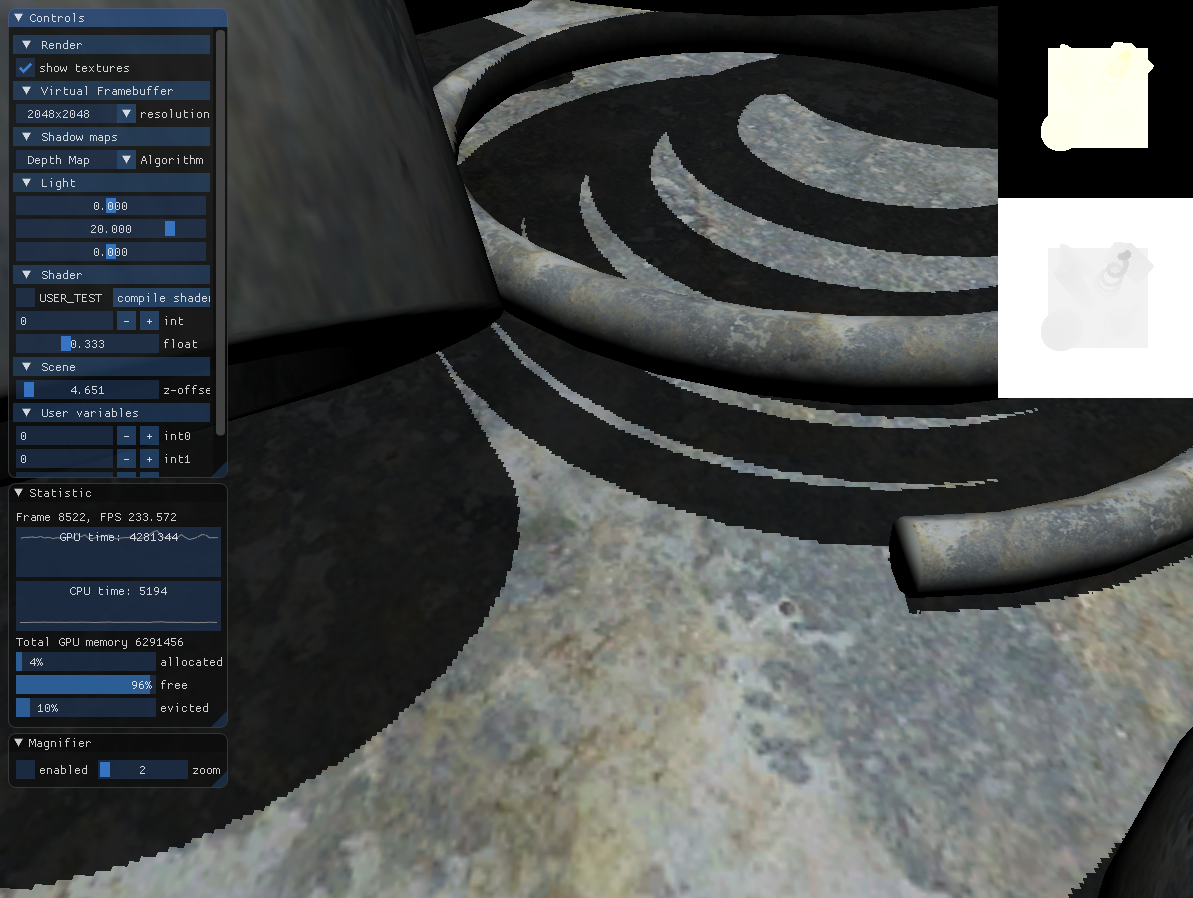 Controls
Render
show textures
Virtual Framebuffer
2048x2048 resolution
Shadow maps
Depth Map Algorithm
Light
0.000
20.000
0.000
Shader
USER_TEST compile shader
0 - + int
0.333 float
Scene
4.651 z-offse
User variables
0 - + int0
0 - + int1
Statistic
Frame 8522, FPS 233.572
GPU time: 4281344
CPU time: 5194
Total GPU memory 6291456
4% allocated
96% free
10% evicted
Magnifier
enabled 2 zoom